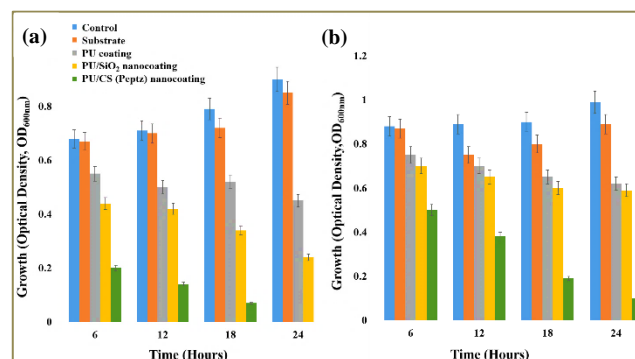 (a)
Control
Substrate
PU coating
PU/SiO₂ nanocoating
PU/CS (Peptz) nanocoating
Growth (Optical Density, OD₆₀₀ₙₘ)
0.8
0.6
0.4
0.2
0
6
12
18
24
Time (Hours)
(b)
Growth (Optical Density,OD₆₀₀ₙₘ)
1.2
1
0.8
0.6
0.4
0.2
0
6
12
18
24
Time (Hours)